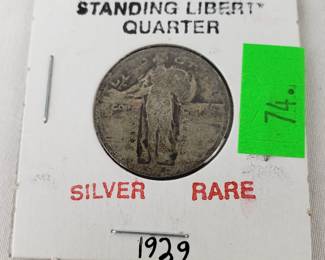 STANDING LIBERTY
QUARTER
74.
SILVER RARE
1929